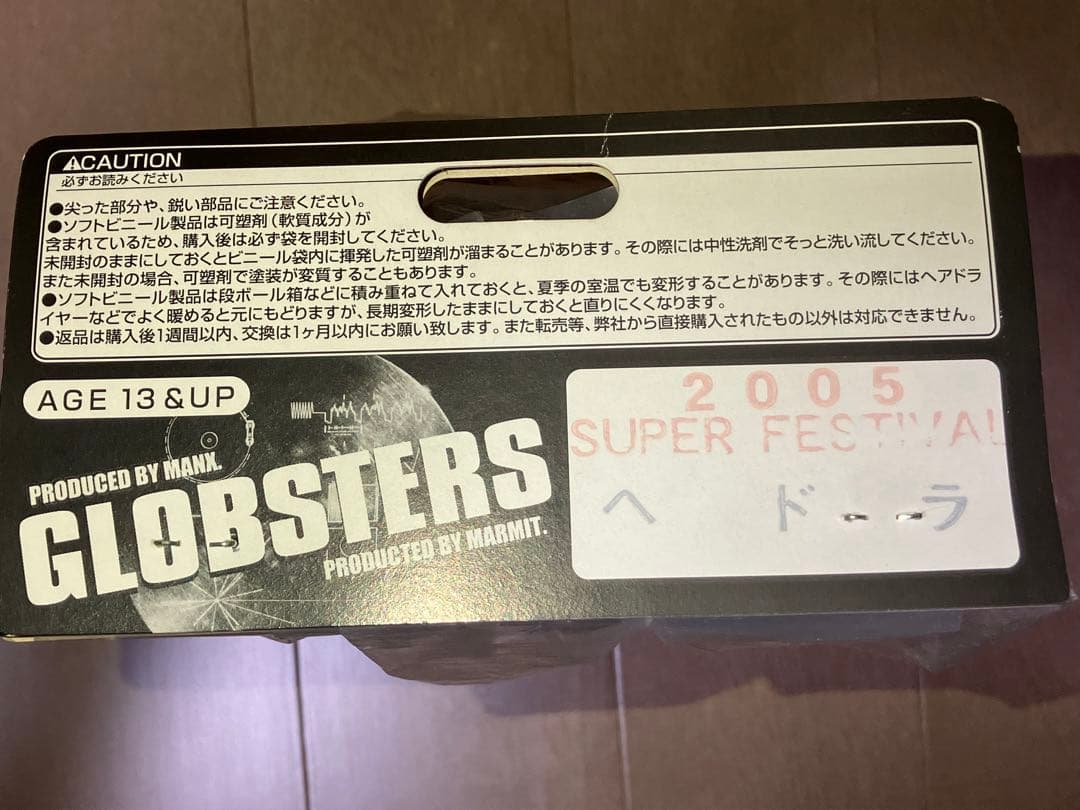 ⚠CAUTION
必ずお読みください
●尖った部分や、鋭い部品にご注意ください。
●ソフトビニール製品は可塑剤（軟質成分）が
含まれているため、購入後は必ず袋を開封してください。
未開封のままにしておくとビニール袋内に揮発した可塑剤が溜まることがあります。その際には中性洗剤でそっと洗い流してください。
また未開封の場合、可塑剤で塗装が変質することもあります。
●ソフトビニール製品は段ボール箱などに積み重ねて入れておくと、夏季の室温でも変形することがあります。その際にはヘアドラ
イヤーなどでよく暖めると元にもどりますが、長期変形したままにしておくと直りにくくなります。
●返品は購入後1週間以内、交換は1ヶ月以内にお願い致します。また転売等、弊社から直接購入されたもの以外は対応できません。
AGE 13 &UP
PRODUCED BY MANX.
GLOBSTERS
PRODUCTED BY MARMIT.
2005
SUPER FESTIVAL
ヘドラ